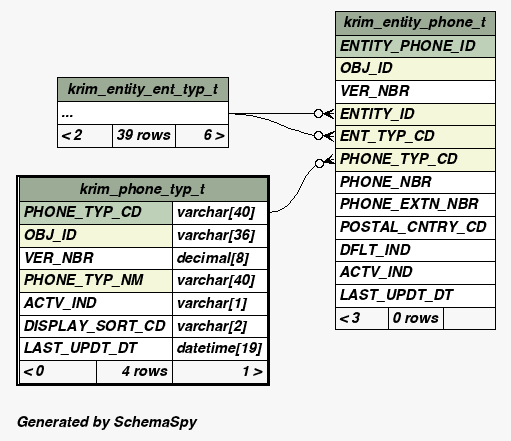 krim_entity_phone_t
ENTITY_PHONE_ID
OBJ_ID
VER_NBR
ENTITY_ID
ENT_TYP_CD
PHONE_TYP_CD
PHONE_NBR
PHONE_EXTN_NBR
POSTAL_CNTRY_CD
DFLT_IND
ACTV_IND
LAST_UPDT_DT
< 3 0 rows
krim_entity_ent_typ_t
...
< 2 39 rows 6 >
krim_phone_typ_t
PHONE_TYP_CD varchar[40]
OBJ_ID varchar[36]
VER_NBR decimal[8]
PHONE_TYP_NM varchar[40]
ACTV_IND varchar[1]
DISPLAY_SORT_CD varchar[2]
LAST_UPDT_DT datetime[19]
< 0 4 rows 1 >
Generated by SchemaSpy